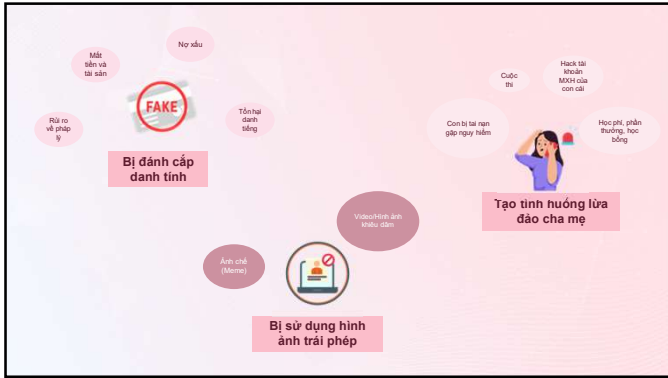 Nợ xấu
Mất
tiền và
tài sản
FAKE
Rủi ro
về pháp
lý
Tổn hại
danh
tiếng
Bị đánh cắp
danh tính
Cuộc
thi
Hack tài
khoản
MXH của
con cái
Con bị tai nạn
gặp nguy hiểm
Học phí, phần
thưởng, học
bổng
Tạo tình huống lừa
đảo cha mẹ
Video/Hình ảnh
khiêu dâm
Ảnh chế
(Meme)
Bị sử dụng hình
ảnh trái phép